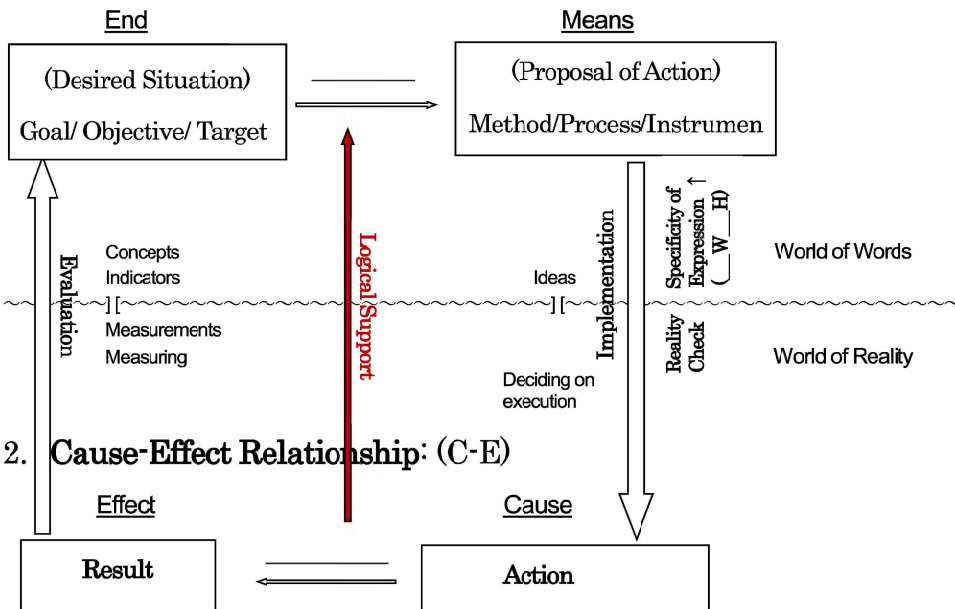 End
Means
(Desired Situation)
Goal/ Objective/ Target
(Proposal of Action)
Method/Process/Instrumen
Evaluation
Concepts
Indicators
] [
Measurements
Measuring
Logical Support
Ideas
] [
Deciding on
execution
Implementation
Specificity of
Expression ↑
(__W__H)
Reality
Check
World of Words
World of Reality
2. Cause-Effect Relationship: (C-E)
Effect
Cause
Result
Action